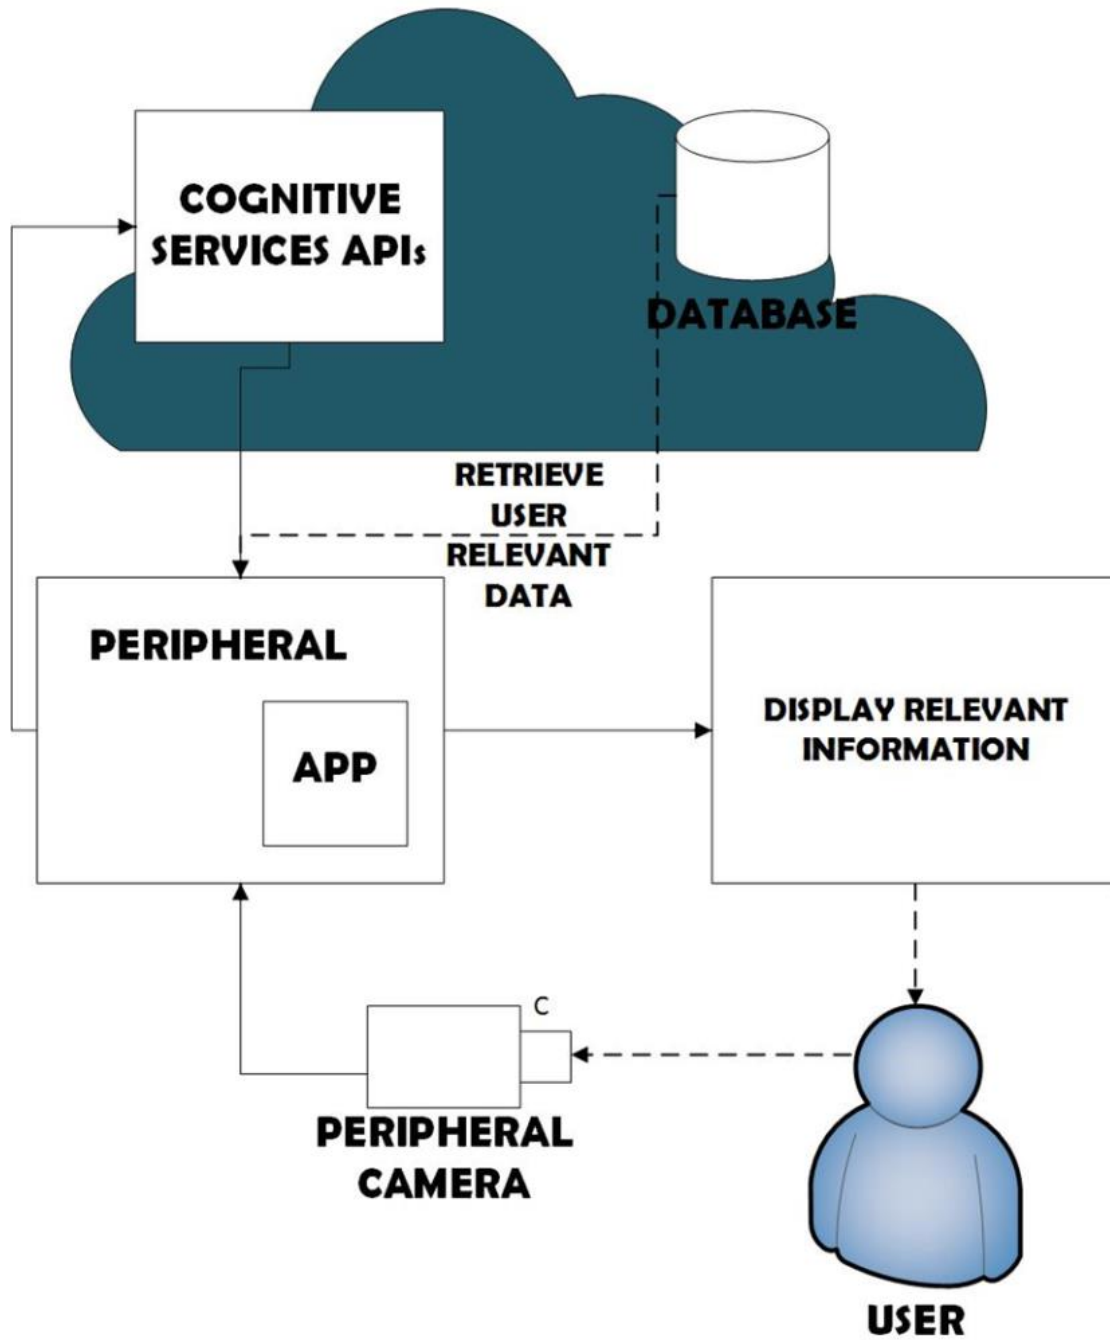 COGNITIVE
SERVICES APIs
DATABASE
RETRIEVE
USER
RELEVANT
DATA
PERIPHERAL
APP
DISPLAY RELEVANT
INFORMATION
C
PERIPHERAL
CAMERA
USER